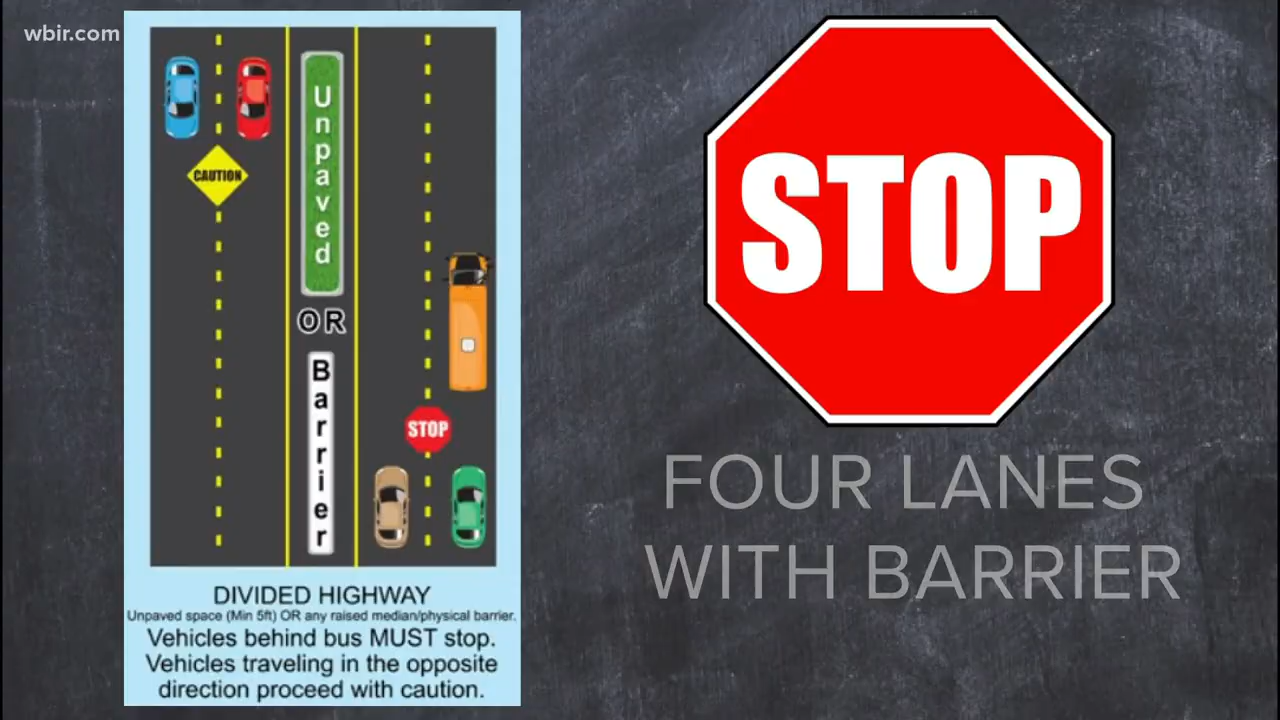 wbir.com
CAUTION
Unpaved
OR
Barrier
STOP
DIVIDED HIGHWAY
Unpaved space (Min 5ft) OR any raised median/physical barrier.
Vehicles behind bus MUST stop.
Vehicles traveling in the opposite
direction proceed with caution.
STOP
FOUR LANES
WITH BARRIER